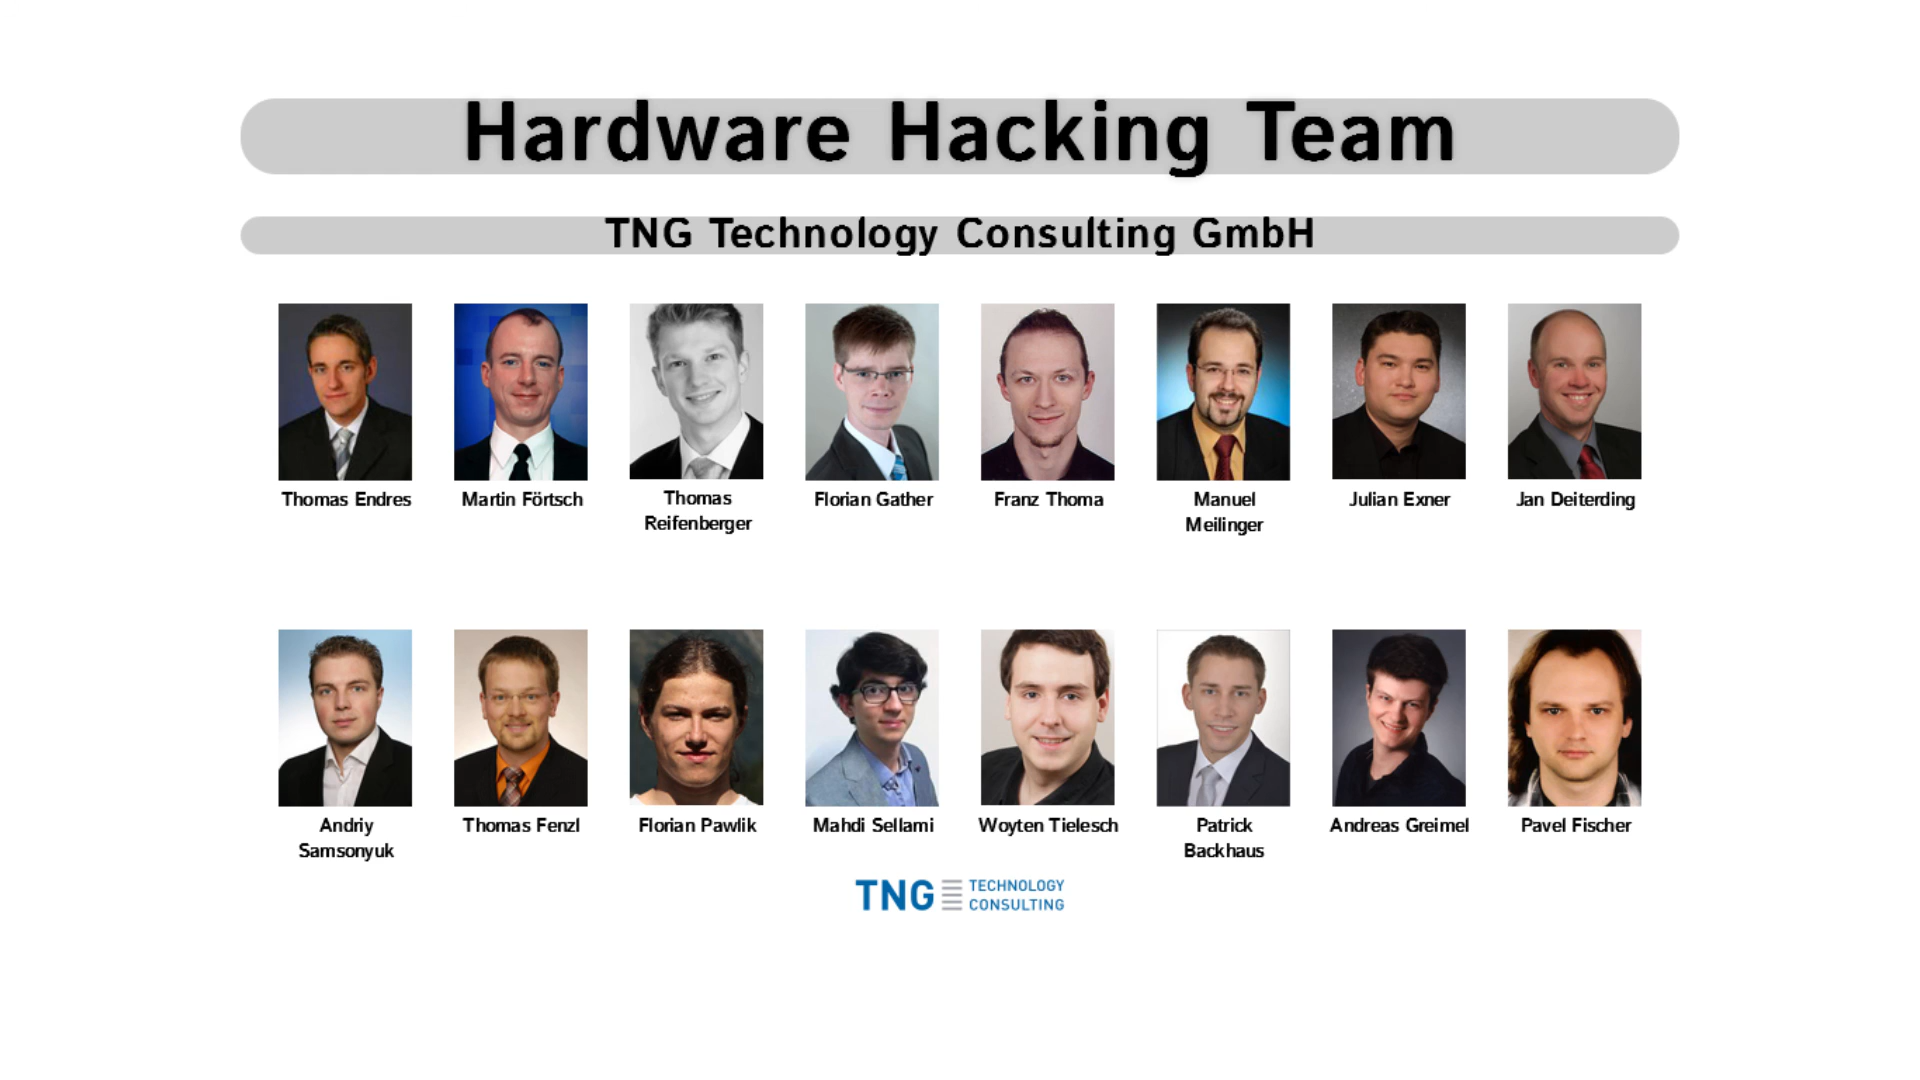 Hardware Hacking Team
TNG Technology Consulting GmbH
Thomas Endres
Martin Förtsch
Thomas
Reifenberger
Florian Gather
Franz Thoma
Manuel
Meilinger
Julian Exner
Jan Deiterding
Andriy
Samsonyuk
Thomas Fenzl
Florian Pawlik
Mahdi Sellami
Woyten Tielesch
Patrick
Backhaus
Andreas Greimel
Pavel Fischer
TNG TECHNOLOGY
CONSULTING